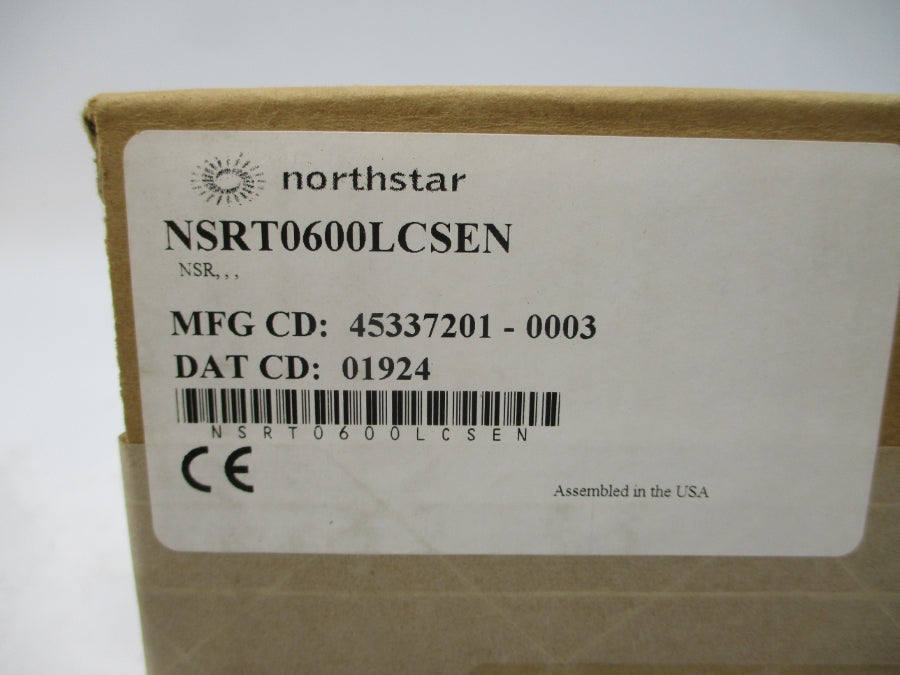 northstar
NSRT0600LCSEN
NSR, , ,
MFG CD: 45337201 - 0003
DAT CD: 01924
NSRT0600LCSEN
CE
Assembled in the USA